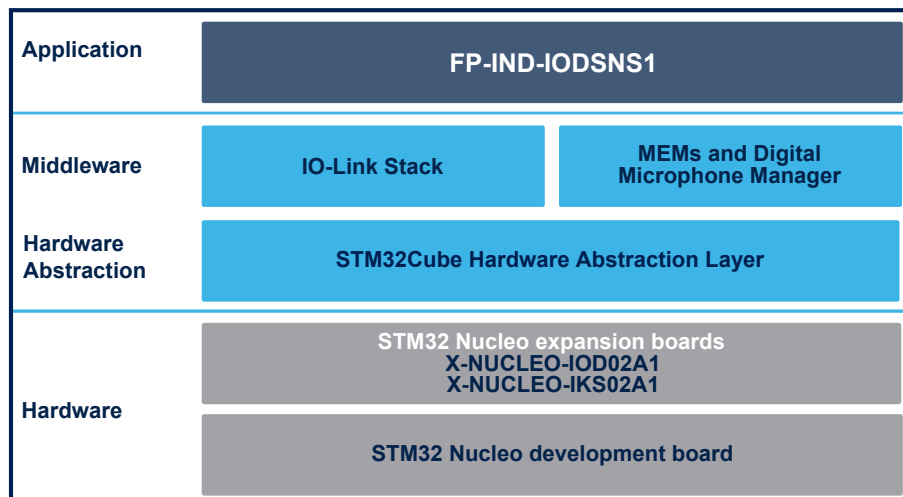 Application
FP-IND-IODSNS1
Middleware
IO-Link Stack
MEMs and Digital
Microphone Manager
Hardware
Abstraction
STM32Cube Hardware Abstraction Layer
Hardware
STM32 Nucleo expansion boards
X-NUCLEO-IOD02A1
X-NUCLEO-IKS02A1
STM32 Nucleo development board